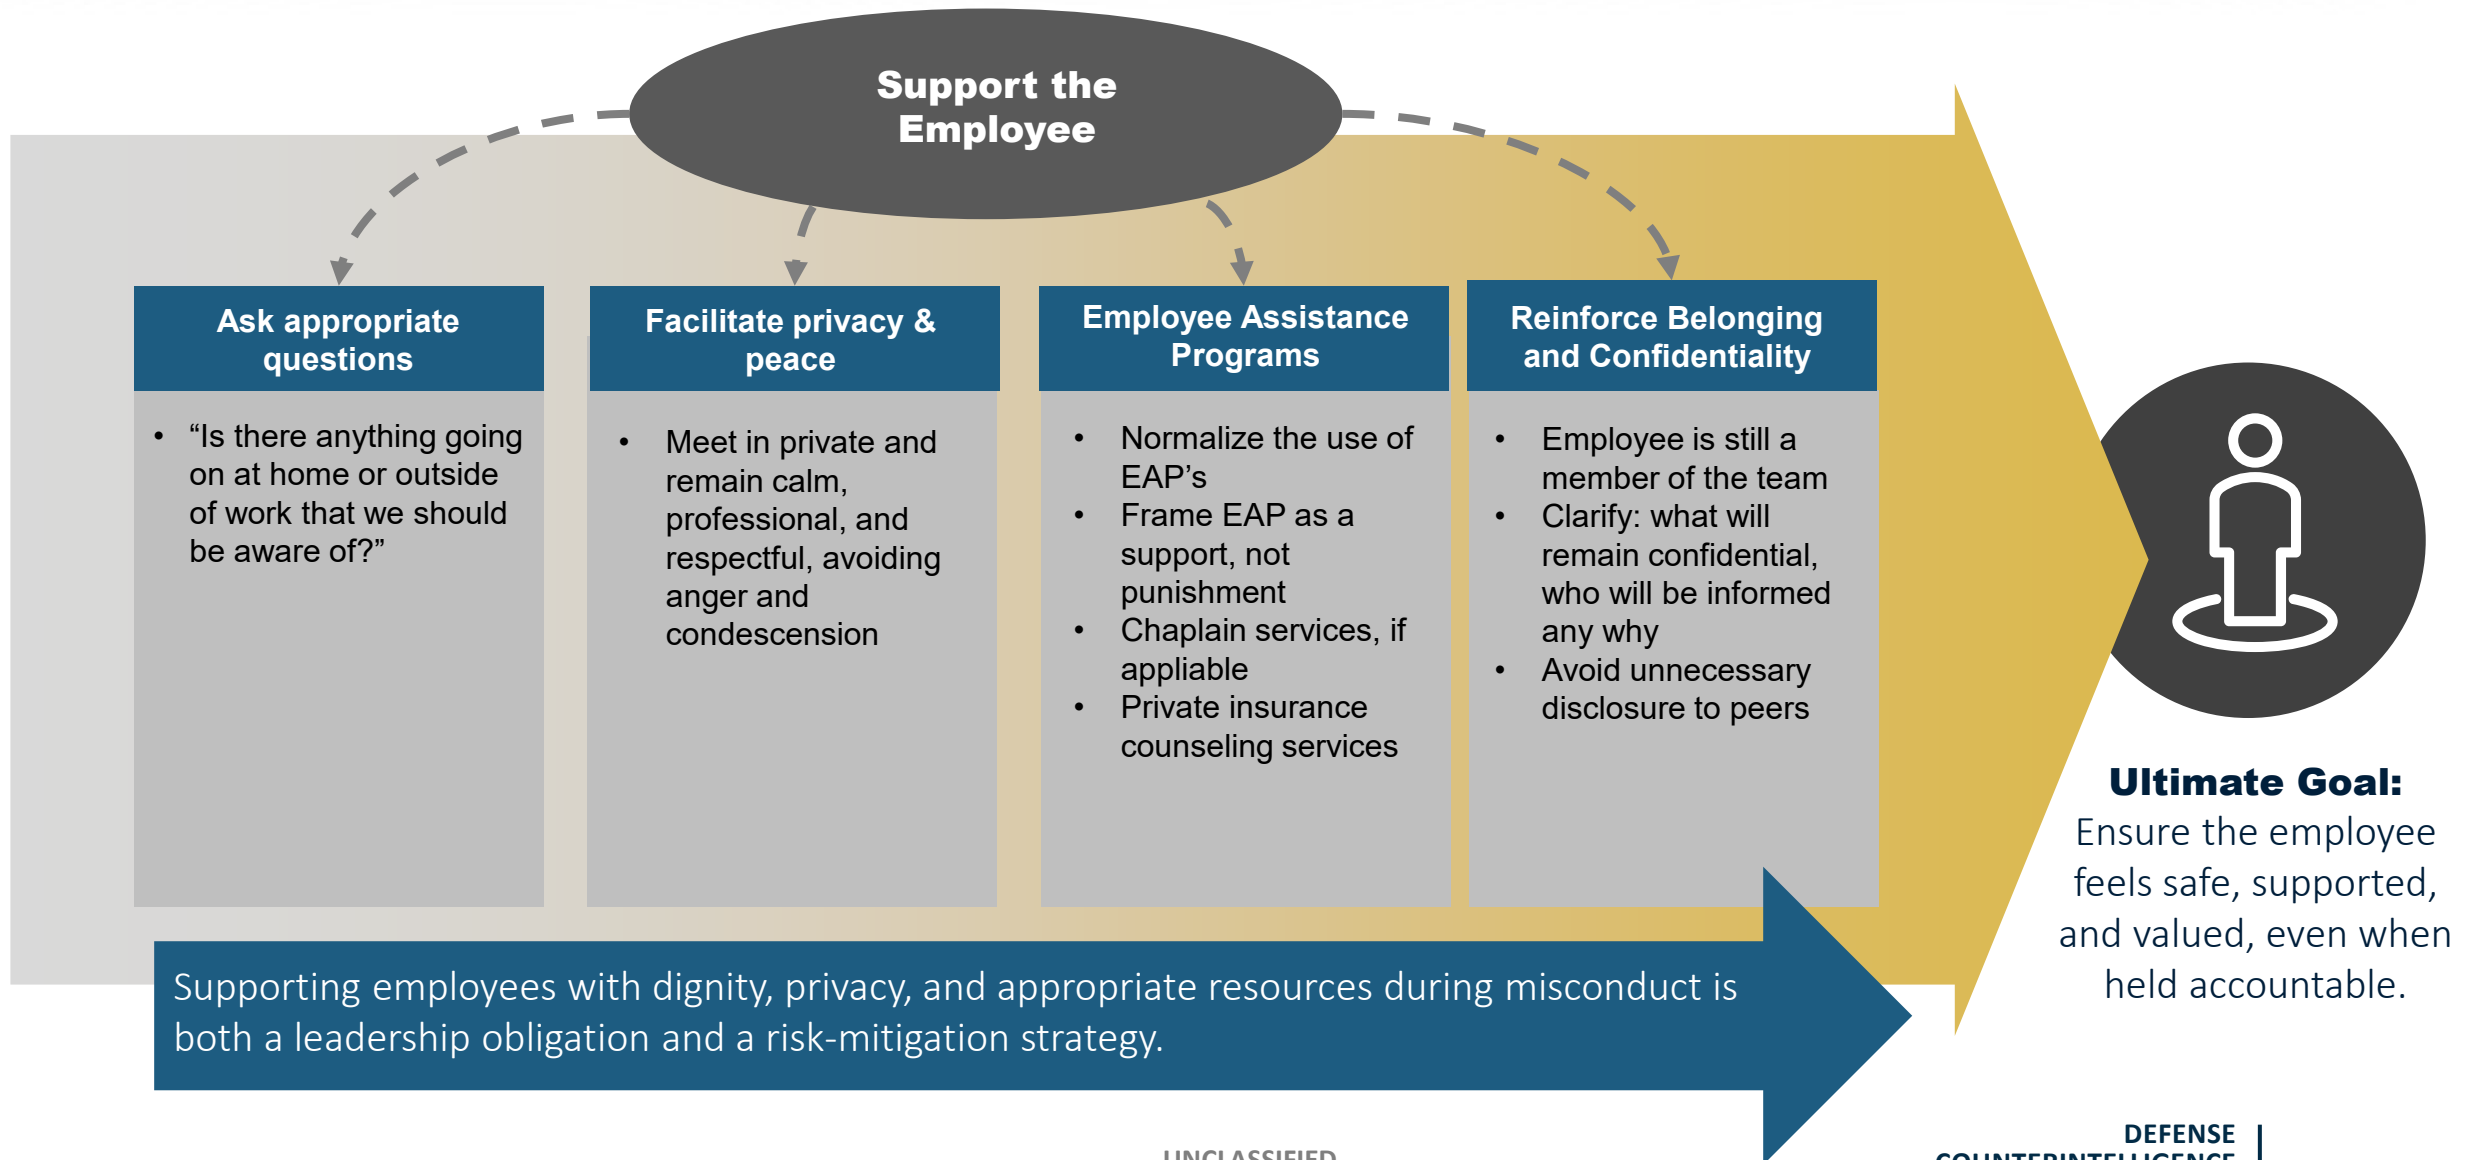 Support the
Employee
Ask appropriate
questions
• “Is there anything going
on at home or outside
of work that we should
be aware of?”
Facilitate privacy &
peace
• Meet in private and
remain calm,
professional, and
respectful, avoiding
anger and
condescension
Employee Assistance
Programs
• Normalize the use of
EAP’s
• Frame EAP as a
support, not
punishment
• Chaplain services, if
appliable
• Private insurance
counseling services
Reinforce Belonging
and Confidentiality
• Employee is still a
member of the team
• Clarify: what will
remain confidential,
who will be informed
any why
• Avoid unnecessary
disclosure to peers
Ultimate Goal:
Ensure the employee
feels safe, supported,
and valued, even when
held accountable.
Supporting employees with dignity, privacy, and appropriate resources during misconduct is
both a leadership obligation and a risk-mitigation strategy.
UNCLASSIFIED
DEFENSE
COUNTERINTELLIGENCE